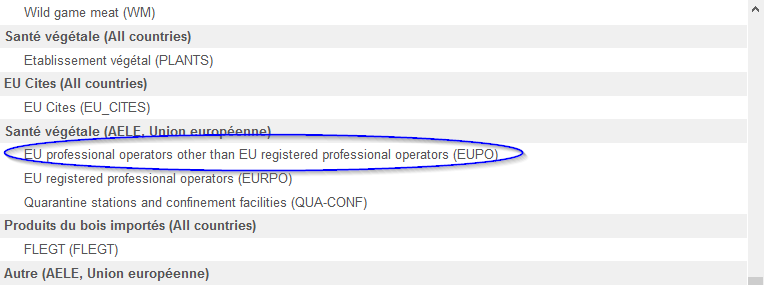 Wild game meat (WM)
Santé végétale (All countries)
Etablissement végétal (PLANTS)
EU Cites (All countries)
EU Cites (EU_CITES)
Santé végétale (AELE, Union européenne)
EU professional operators other than EU registered professional operators (EUPO)
EU registered professional operators (EURPO)
Quarantine stations and confinement facilities (QUA-CONF)
Produits du bois importés (All countries)
FLEGT (FLEGT)
Autre (AELE, Union européenne)